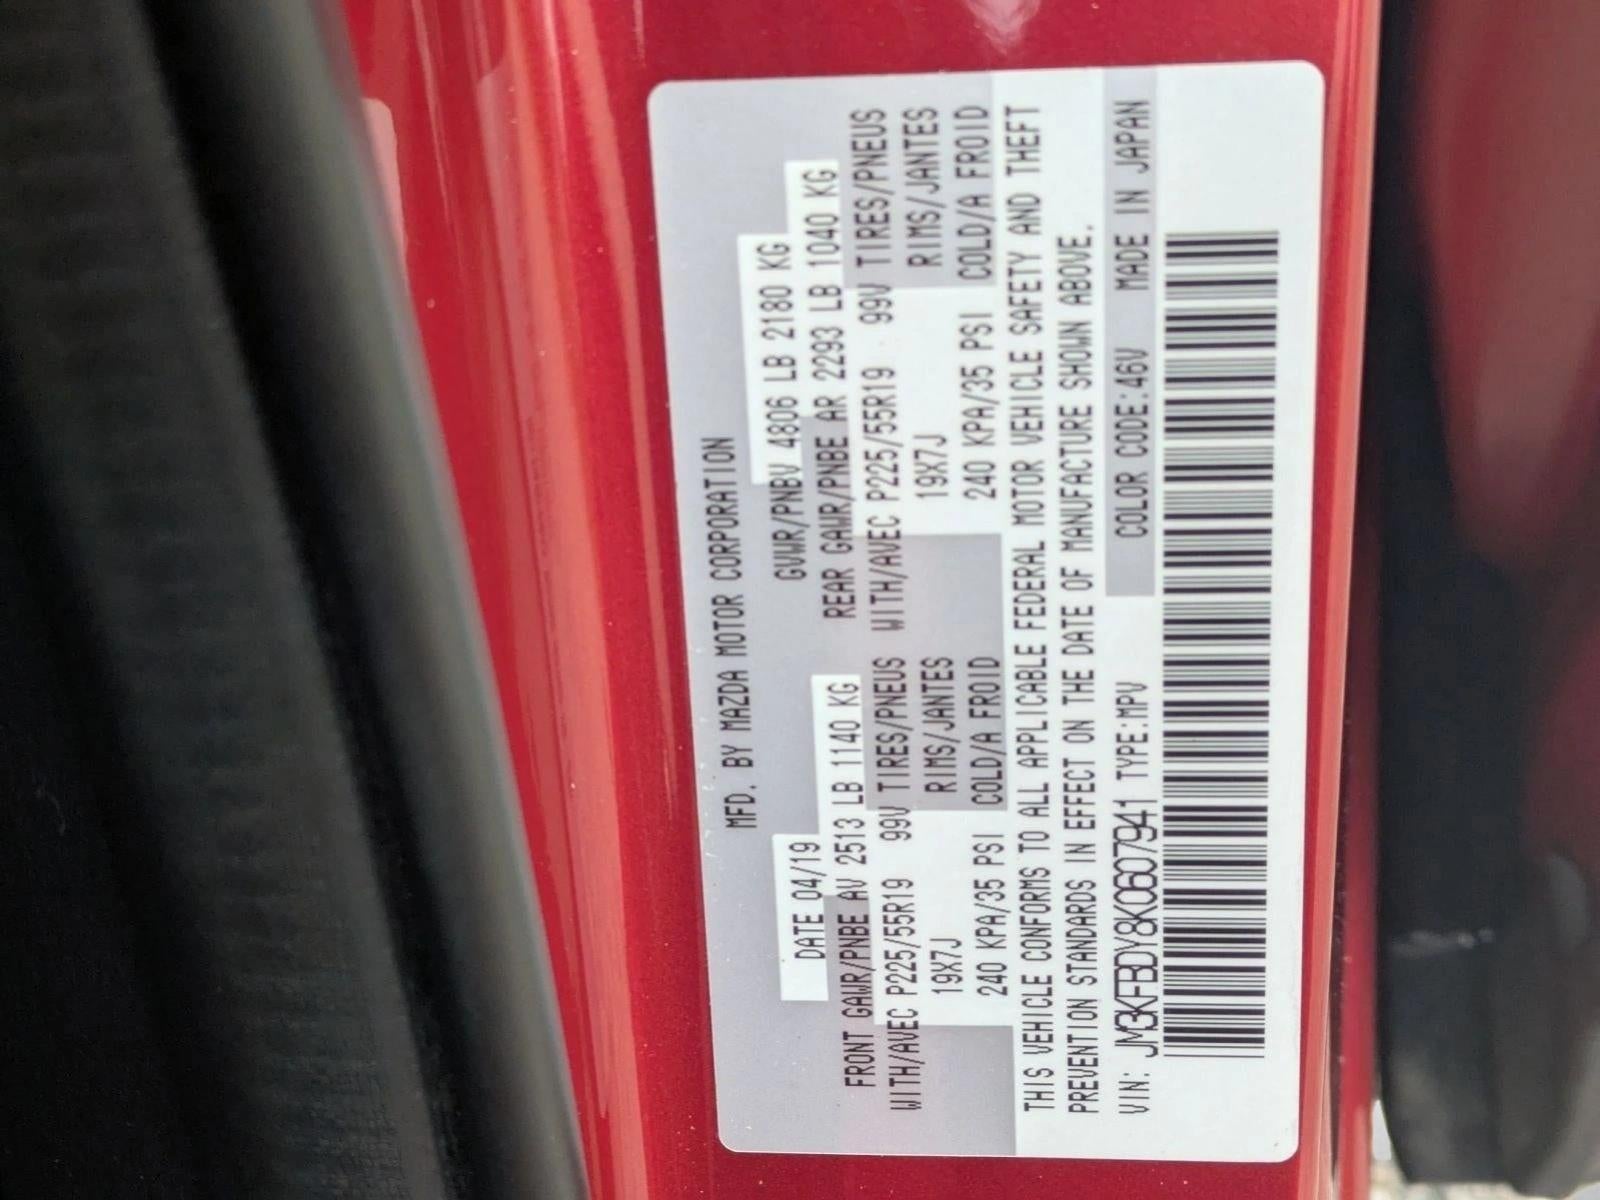 MFD. BY MAZDA MOTOR CORPORATION
DATE 04/19 GVWR/PNBV 4806 LB 2180 KG
FRONT GAWR/PNBE AV 2513 LB 1140 KG REAR GAWR/PNBE AR 2293 LB 1040 KG
WITH/AVEC P225/55R19 99V TIRES/PNEUS WITH/AVEC P225/55R19 99V TIRES/PNEUS
19X7J RIMS/JANTES 19X7J RIMS/JANTES
240 KPA/35 PSI COLD/A FROID 240 KPA/35 PSI COLD/A FROID
THIS VEHICLE CONFORMS TO ALL APPLICABLE FEDERAL MOTOR VEHICLE SAFETY AND THEFT
PREVENTION STANDARDS IN EFFECT ON THE DATE OF MANUFACTURE SHOWN ABOVE.
VIN: JM3KFBDY8K0607941 TYPE:MPV COLOR CODE:46V MADE IN JAPAN